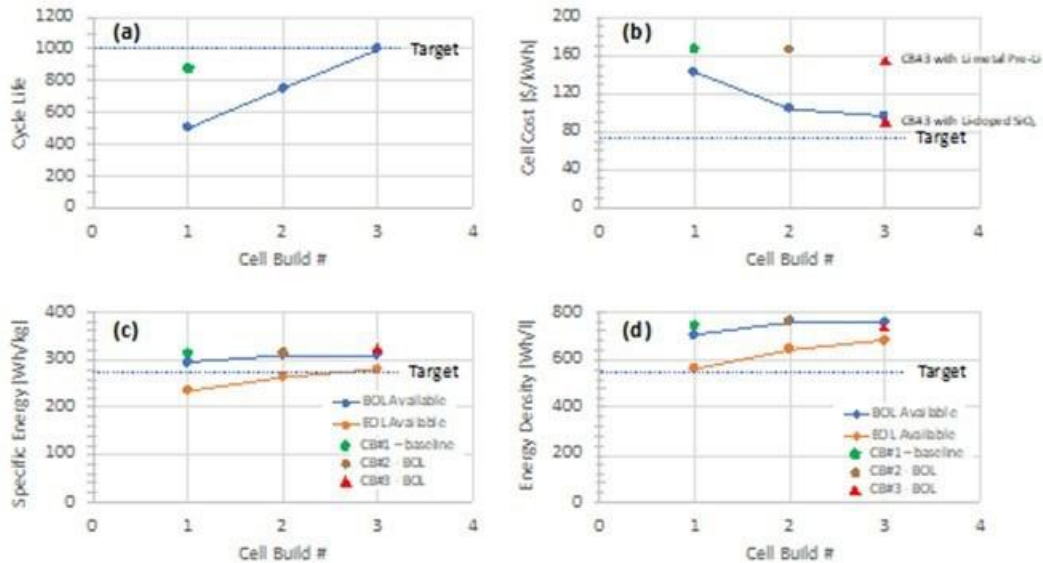 (a)
1200
1000
800
600
400
200
0
Cycle Life
Target
0 1 2 3 4
Cell Build #
(b)
200
160
120
80
40
0
Cell Cost [$/kWh]
CB#3 with Li metal Pre-Li
CB#3 with Li-doped SiOₓ
Target
0 1 2 3 4
Cell Build #
(c)
400
300
200
100
0
Specific Energy [Wh/kg]
Target
BOL Available
EOL Available
CB#1 – baseline
CB#2 - BOL
CB#3 - BOL
0 1 2 3 4
Cell Build #
(d)
800
600
400
200
0
Energy Density [Wh/l]
Target
BOL Available
EOL Available
CB#1 – baseline
CB#2 - BOL
CB#3 - BOL
0 1 2 3 4
Cell Build #